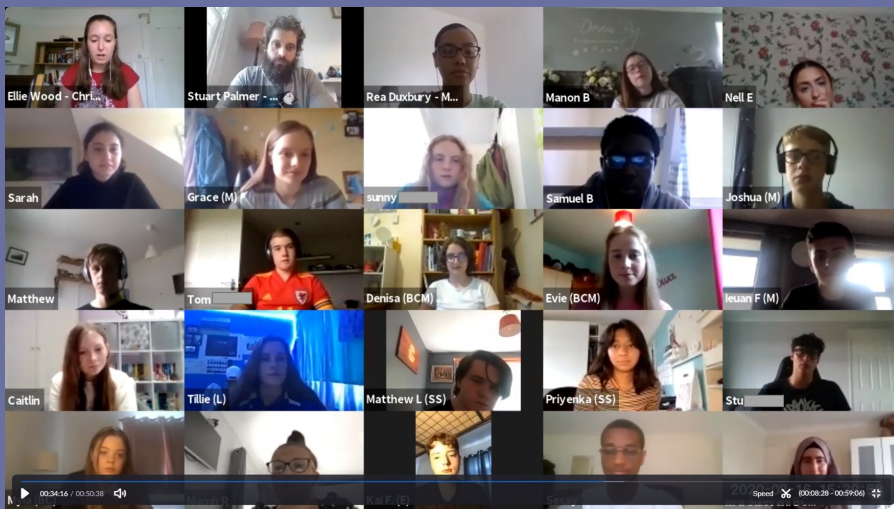 Ellie Wood - Chri...
Stuart Palmer - ...
Rea Duxbury - M...
Manon B
Nell E
Sarah
Grace (M)
sunny
Samuel B
Joshua (M)
Matthew
Tom
Denisa (BCM)
Evie (BCM)
Ieuan F (M)
Caitlin
Tillie (L)
Matthew L (SS)
Priyenka (SS)
Stu
Niamh R
Kai F. (E)
Sesay
00:34:16 / 00:50:38
Speed
(00:08:28 - 00:59:06)